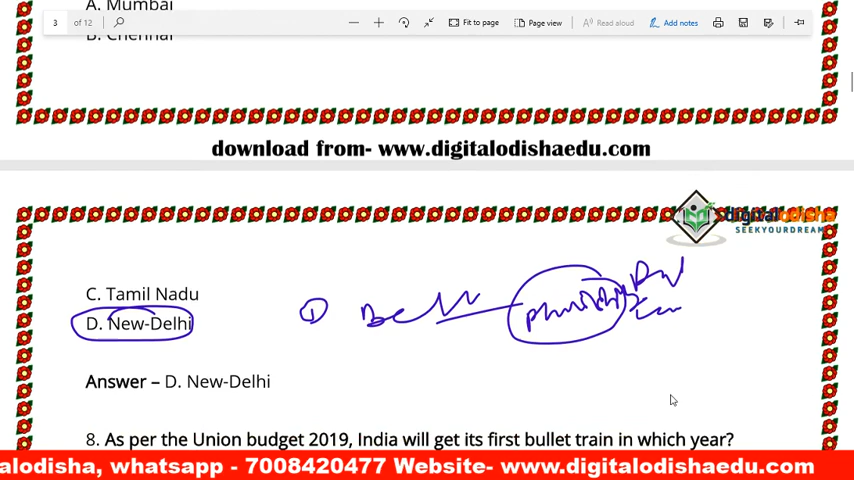 A. Mumbai
3 of 12 Fit to page Page view Read aloud Add notes
B. Chennai
download from- www.digitalodishaedu.com
digitalodisha
SEEKYOURDREAM
C. Tamil Nadu
D. New-Delhi
Answer – D. New-Delhi
8. As per the Union budget 2019, India will get its first bullet train in which year?
alodisha, whatsapp - 7008420477 Website- www.digitalodishaedu.com